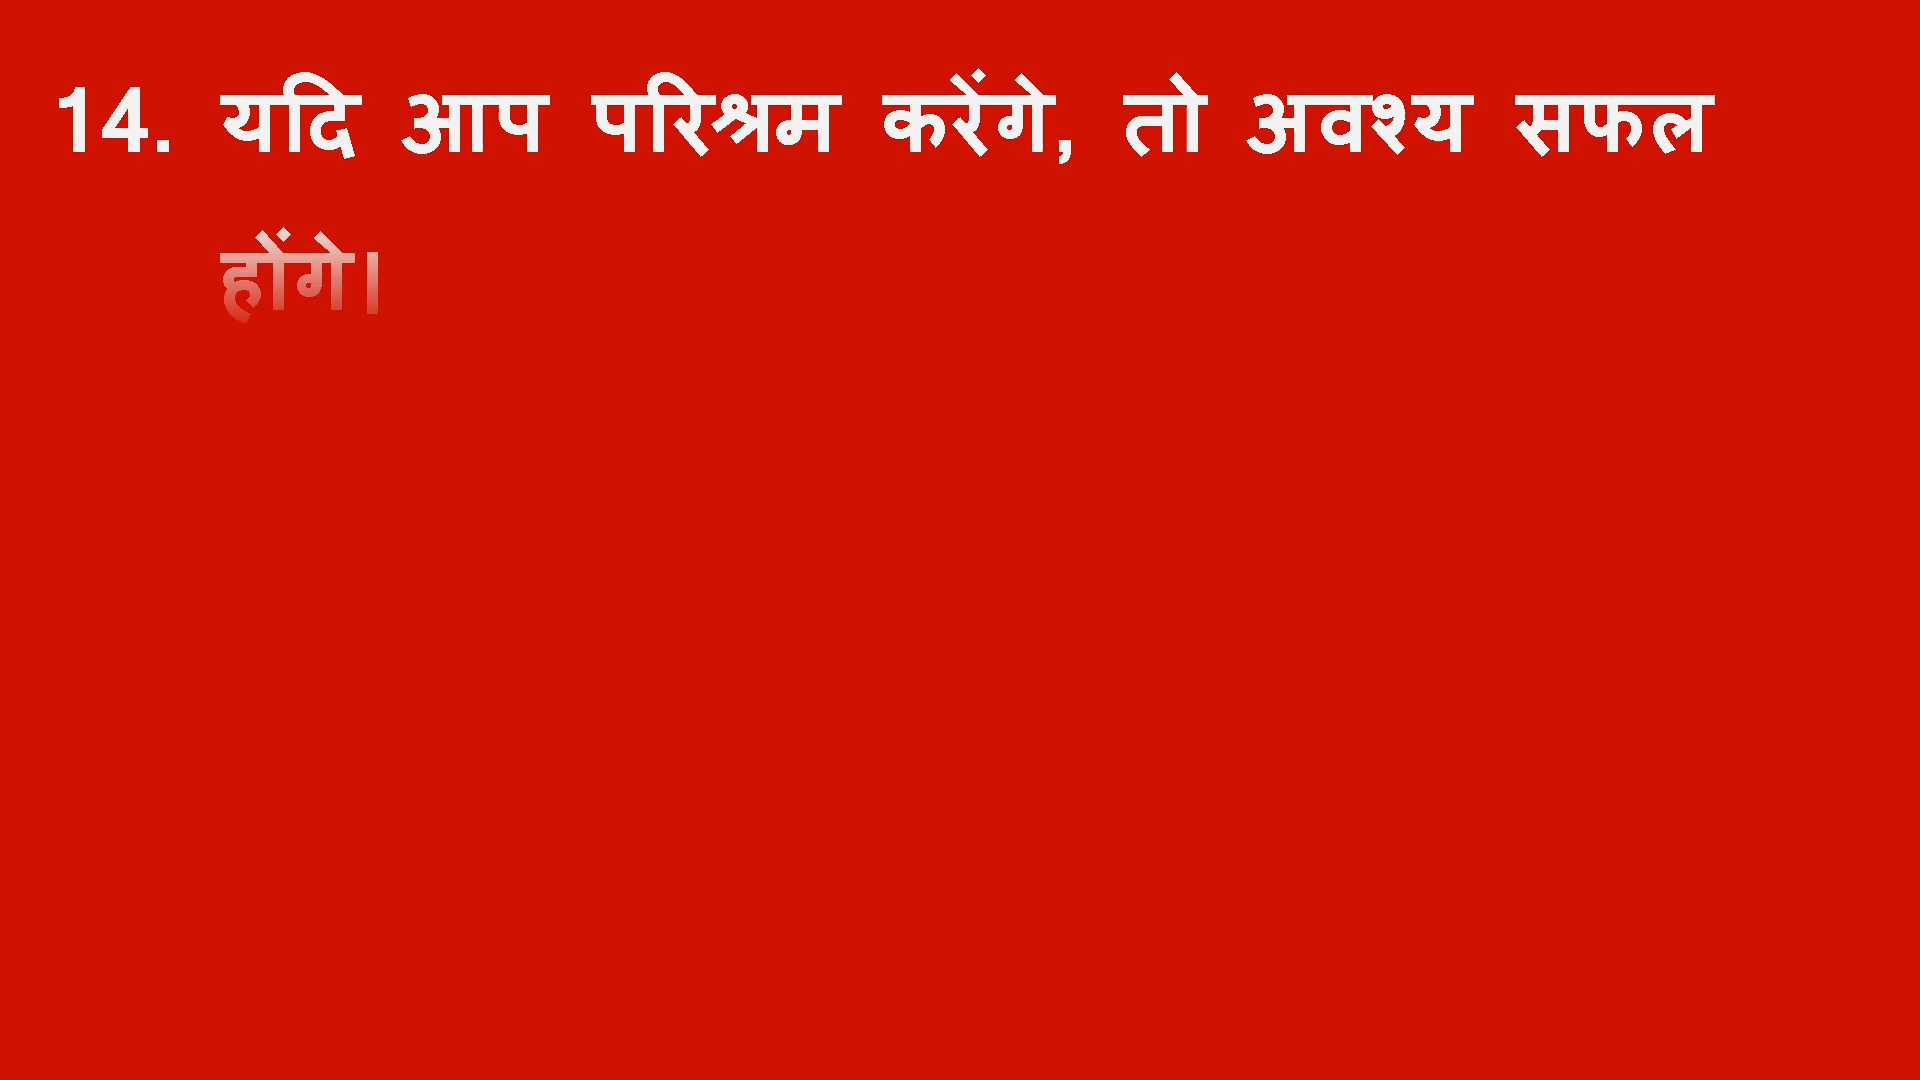 14. यदि आप परिश्रम करेंगे, तो अवश्य सफल
होंगे।